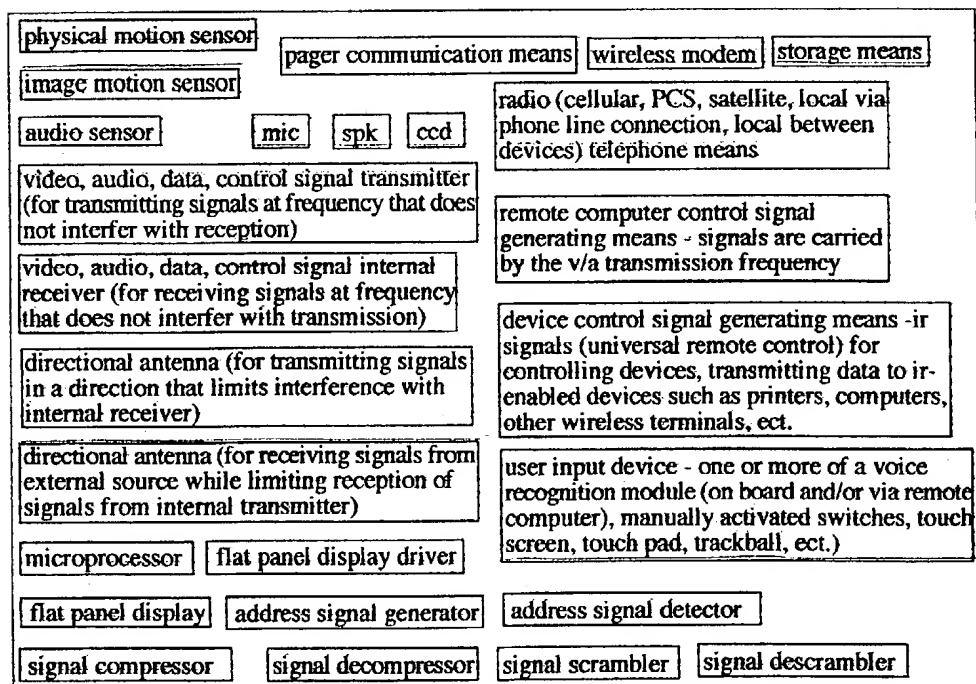 physical motion sensor
pager communication means
wireless modem
storage means
image motion sensor
audio sensor
mic
spk
ccd
radio (cellular, PCS, satellite, local via
phone line connection, local between
devices) telephone means
video, audio, data, control signal transmitter
(for transmitting signals at frequency that does
not interfer with reception)
remote computer control signal
generating means - signals are carried
by the v/a transmission frequency
video, audio, data, control signal internal
receiver (for receiving signals at frequency
that does not interfer with transmission)
device control signal generating means -ir
signals (universal remote control) for
controlling devices, transmitting data to ir-
enabled devices such as printers, computers,
other wireless terminals, ect.
directional antenna (for transmitting signals
in a direction that limits interference with
internal receiver)
directional antenna (for receiving signals from
external source while limiting reception of
signals from internal transmitter)
user input device - one or more of a voice
recognition module (on board and/or via remote
computer), manually activated switches, touch
screen, touch pad, trackball, ect.)
microprocessor
flat panel display driver
flat panel display
address signal generator
address signal detector
signal compressor
signal decompressor
signal scrambler
signal descrambler